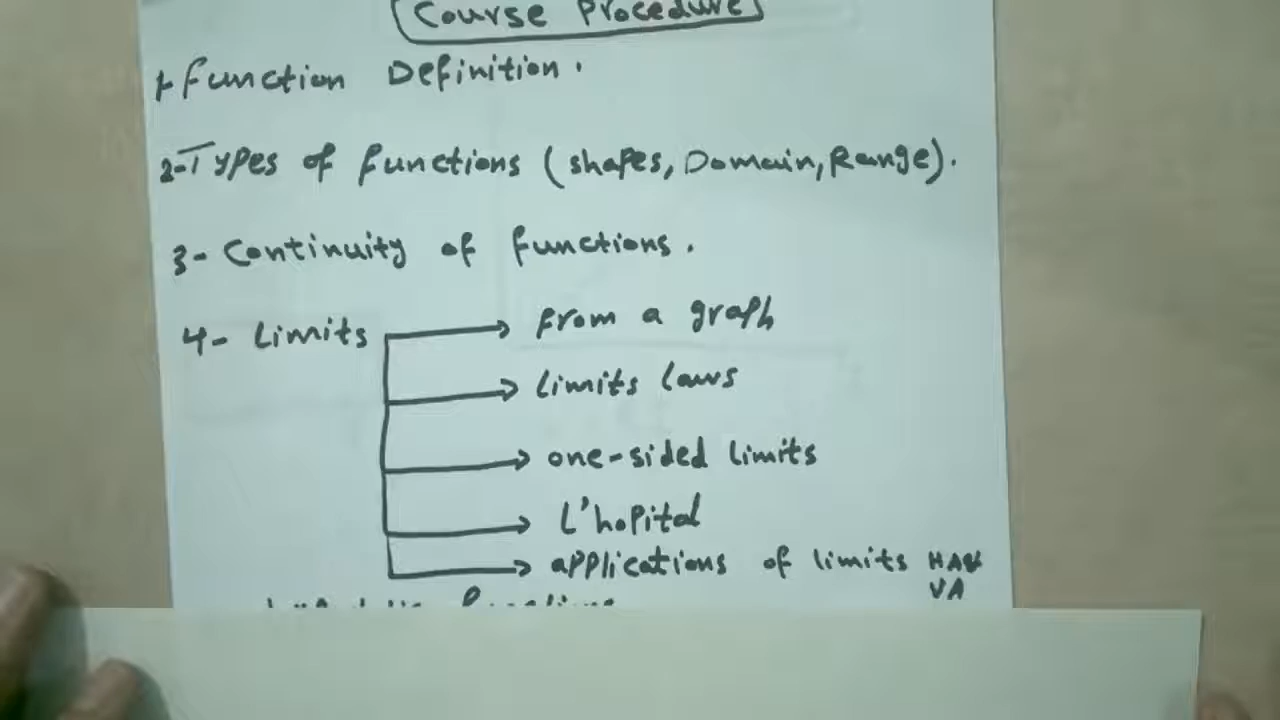 Course Procedure
1- Function Definition.
2- Types of functions (shapes, Domain, Range).
3- Continuity of functions.
4- Limits
from a graph
Limits laws
one-sided limits
L'hopital
applications of limits HA&
VA
functions